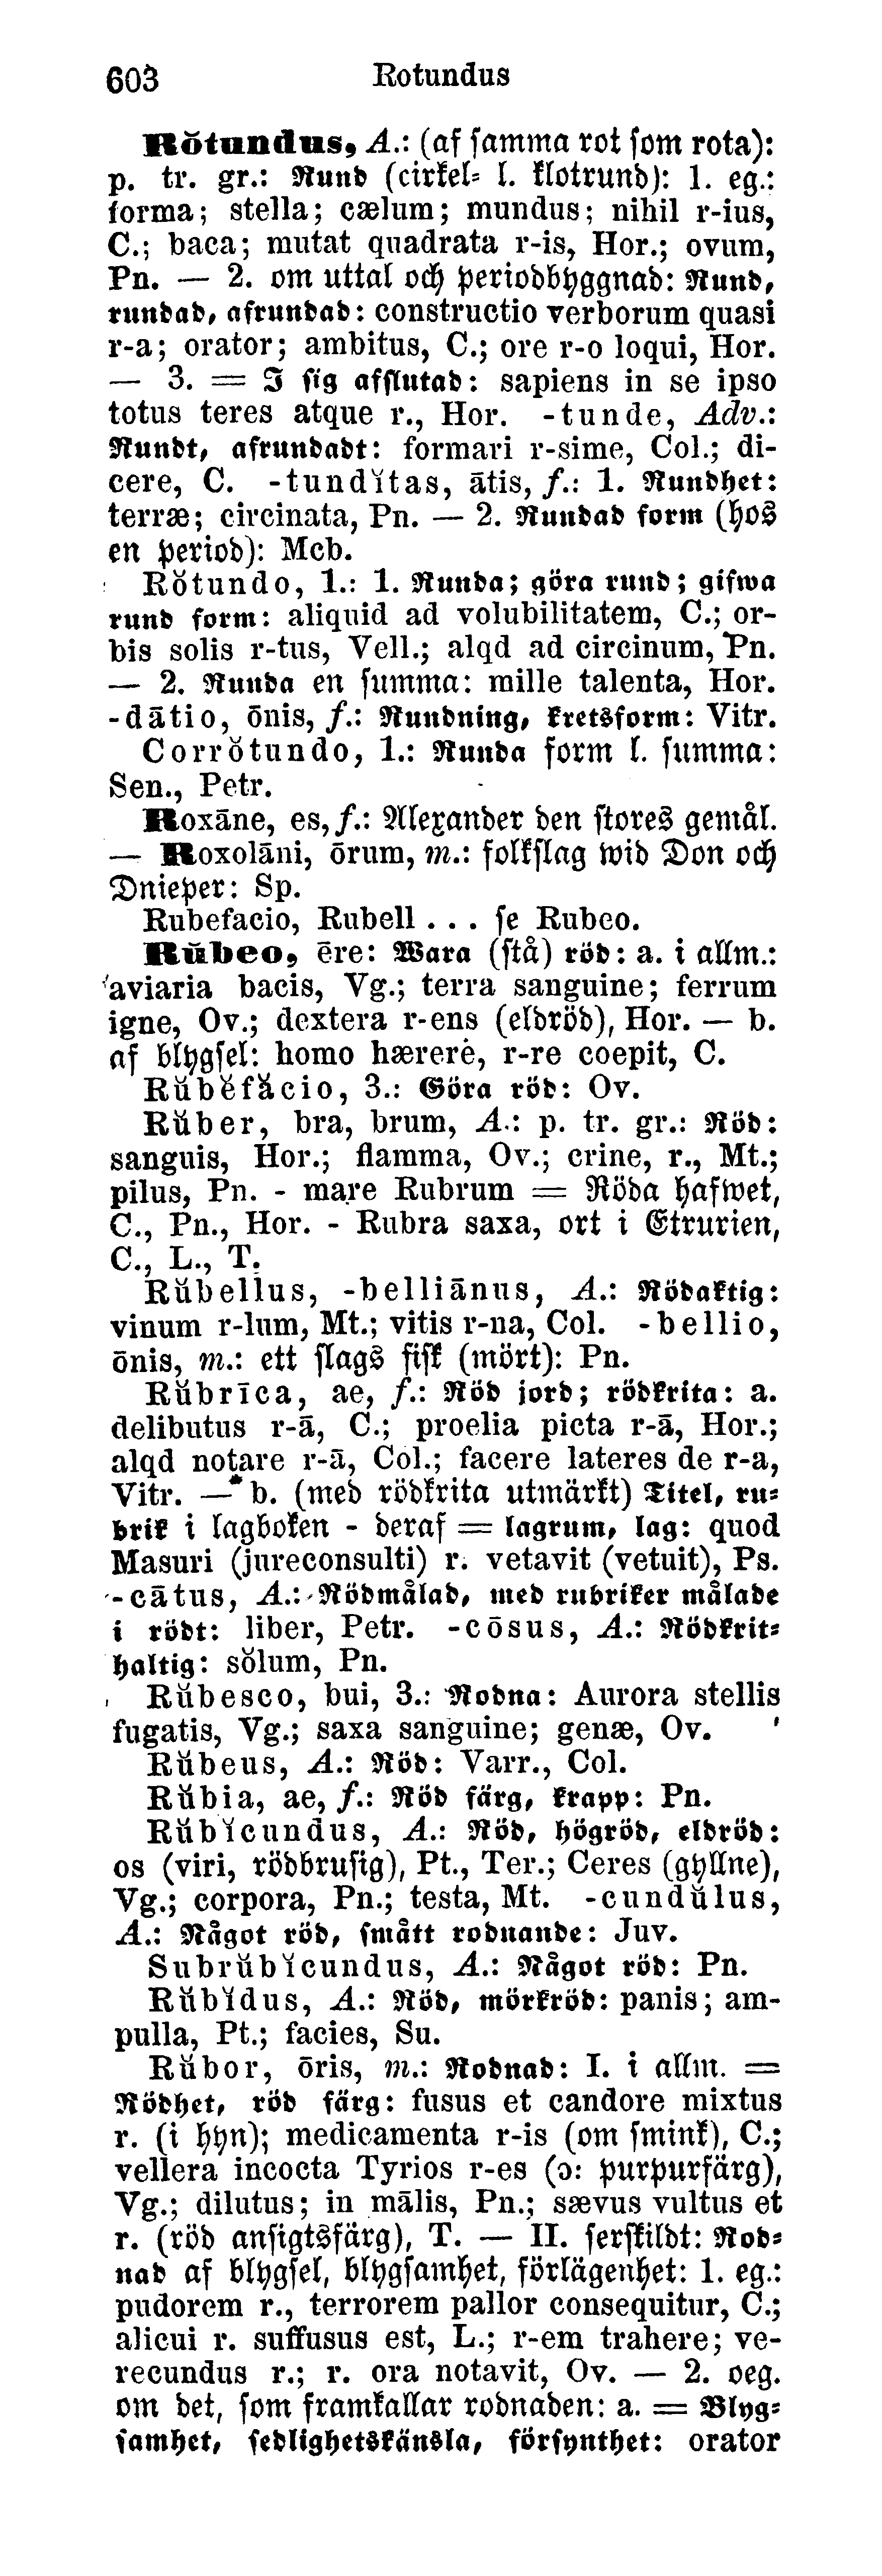 603 Rotundus
Rŏtundus, A.: (af samma rot som rota):
p. tr. gr.: Rund (cirkel- l. klotrund): 1. eg.:
forma; stella; cælum; mundus; nihil r-ius,
C.; baca; mutat quadrata r-is, Hor.; ovum,
Pn. — 2. om uttal och periodbyggnad: Rund,
rundad, afrundad: constructio verborum quasi
r-a; orator; ambitus, C.; ore r-o loqui, Hor.
— 3. = I sig afslutad: sapiens in se ipso
totus teres atque r., Hor. -tunde, Adv.:
Rundt, afrundadt: formari r-sime, Col.; di-
cere, C. -tundĭtas, ātis, f.: 1. Rundhet:
terræ; circinata, Pn. — 2. Rundad form (hos
en period): Mcb.
Rŏtundo, 1.: 1. Runda; göra rund; gifwa
rund form: aliquid ad volubilitatem, C.; or-
bis solis r-tus, Vell.; alqd ad circinum, Pn.
— 2. Runda en summa: mille talenta, Hor.
-dātio, ōnis, f.: Rundning, kretsform: Vitr.
Corrŏtundo, 1.: Runda form l. summa:
Sen., Petr.
Roxāne, es, f.: Alexander den stores gemål.
— Roxolāni, ōrum, m.: folkslag wid Don och
Dnieper: Sp.
Rubefacio, Rubell . . . se Rubeo.
Rŭbeo, ēre: Wara (stå) röd: a. i allm.:
aviaria bacis, Vg.; terra sanguine; ferrum
igne, Ov.; dextera r-ens (eldröd), Hor. — b.
af blygsel: homo hærere, r-re coepit, C.
Rŭbĕfăcio, 3.: Göra röd: Ov.
Rŭber, bra, brum, A.: p. tr. gr.: Röd:
sanguis, Hor.; flamma, Ov.; crine, r., Mt.;
pilus, Pn. - mare Rubrum = Röda hafwet,
C., Pn., Hor. - Rubra saxa, ort i Etrurien,
C., L., T.
Rŭbellus, -belliānus, A.: Rödaktig:
vinum r-lum, Mt.; vitis r-na, Col. -bellio,
ōnis, m.: ett slags fisk (mört): Pn.
Rŭbrīca, ae, f.: Röd jord; rödkrita: a.
delibutus r-ā, C.; proelia picta r-ā, Hor.;
alqd notare r-ā, Col.; facere lateres de r-a,
Vitr. — b. (med rödkrita utmärkt) Titel, ru-
brik i lagboken - deraf = lagrum, lag: quod
Masuri (jureconsulti) r. vetavit (vetuit), Ps.
-cātus, A.: Rödmålad, med rubriker målade
i rödt: liber, Petr. -cōsus, A.: Rödkrit-
haltig: sŏlum, Pn.
Rŭbesco, bui, 3.: Rodna: Aurora stellis
fugatis, Vg.; saxa sanguine; genæ, Ov.
Rŭbeus, A.: Röd: Varr., Col.
Rŭbia, ae, f.: Röd färg, krapp: Pn.
Rŭbĭcundus, A.: Röd, högröd, eldröd:
os (viri, rödbrusig), Pt., Ter.; Ceres (gyllne),
Vg.; corpora, Pn.; testa, Mt. -cundŭlus,
A.: Något röd, smått rodnande: Juv.
Subrŭbĭcundus, A.: Något röd: Pn.
Rŭbĭdus, A.: Röd, mörkröd: panis; am-
pulla, Pt.; facies, Su.
Rŭbor, ōris, m.: Rodnad: I. i allm. =
Rödhet, röd färg: fusus et candore mixtus
r. (i hyn); medicamenta r-is (om smink), C.;
vellera incocta Tyrios r-es (ɔ: purpurfärg),
Vg.; dilutus; in mālis, Pn.; sævus vultus et
r. (röd ansigtsfärg), T. — II. serskildt: Rod-
nad af blygsel, blygsamhet, förlägenhet: 1. eg.:
pudorem r., terrorem pallor consequitur, C.;
alicui r. suffusus est, L.; r-em trahere; ve-
recundus r.; r. ora notavit, Ov. — 2. oeg.
om det, som framkallar rodnaden: a. = Blyg-
samhet, sedlighetskänsla, försynthet: orator